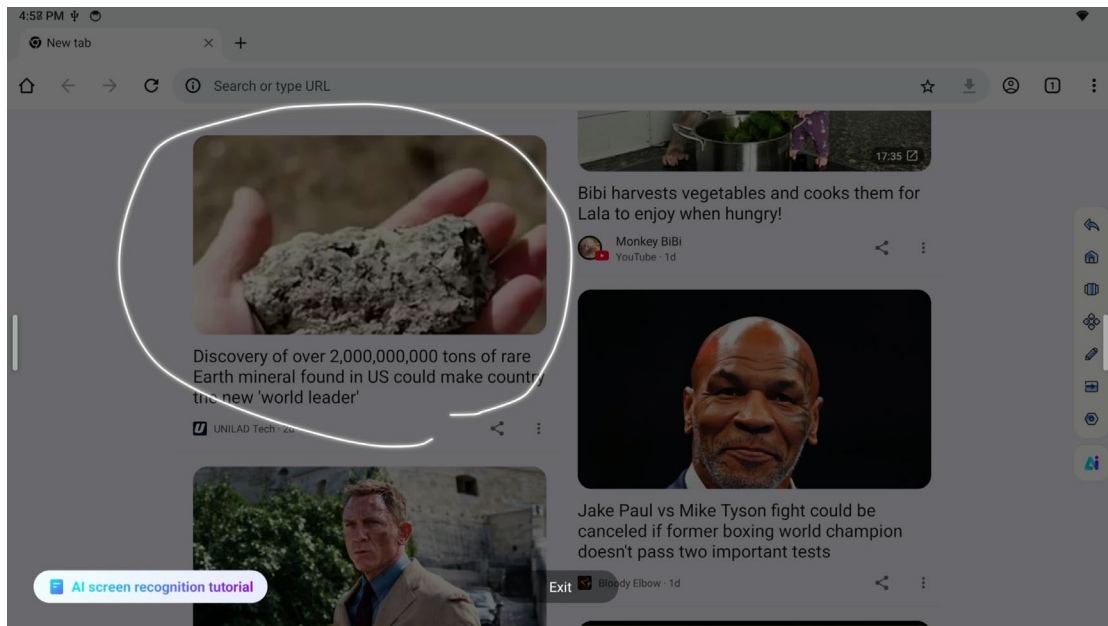 4:58 PM
New tab
Search or type URL
1
17:35
Discovery of over 2,000,000,000 tons of rare
Earth mineral found in US could make country
the new 'world leader'
U UNILAD Tech · 2d
Bibi harvests vegetables and cooks them for
Lala to enjoy when hungry!
Monkey BiBi
YouTube · 1d
Jake Paul vs Mike Tyson fight could be
canceled if former boxing world champion
doesn't pass two important tests
Bloody Elbow · 1d
AI screen recognition tutorial
Exit
Ai